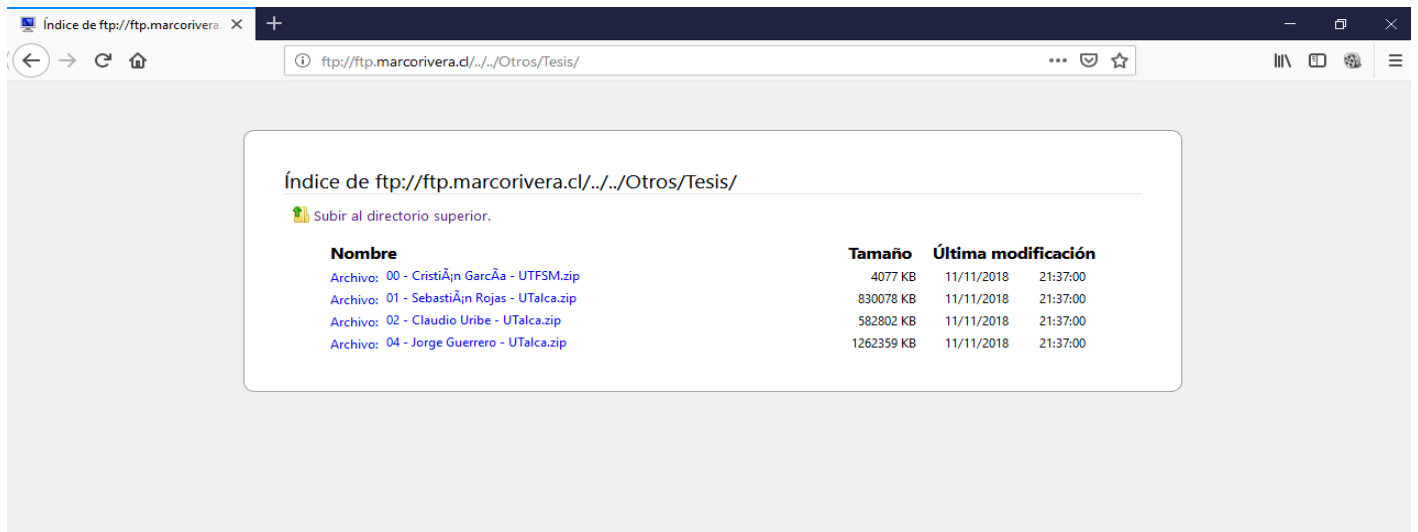 Índice de ftp://ftp.marcorivera.
ftp://ftp.marcorivera.cl/../../Otros/Tesis/
Índice de ftp://ftp.marcorivera.cl/../../Otros/Tesis/
Subir al directorio superior.
Nombre Tamaño Última modificación
Archivo: 00 - CristiÃ¡n GarcÃ­a - UTFSM.zip 4077 KB 11/11/2018 21:37:00
Archivo: 01 - SebastiÃ¡n Rojas - UTalca.zip 830078 KB 11/11/2018 21:37:00
Archivo: 02 - Claudio Uribe - UTalca.zip 582802 KB 11/11/2018 21:37:00
Archivo: 04 - Jorge Guerrero - UTalca.zip 1262359 KB 11/11/2018 21:37:00